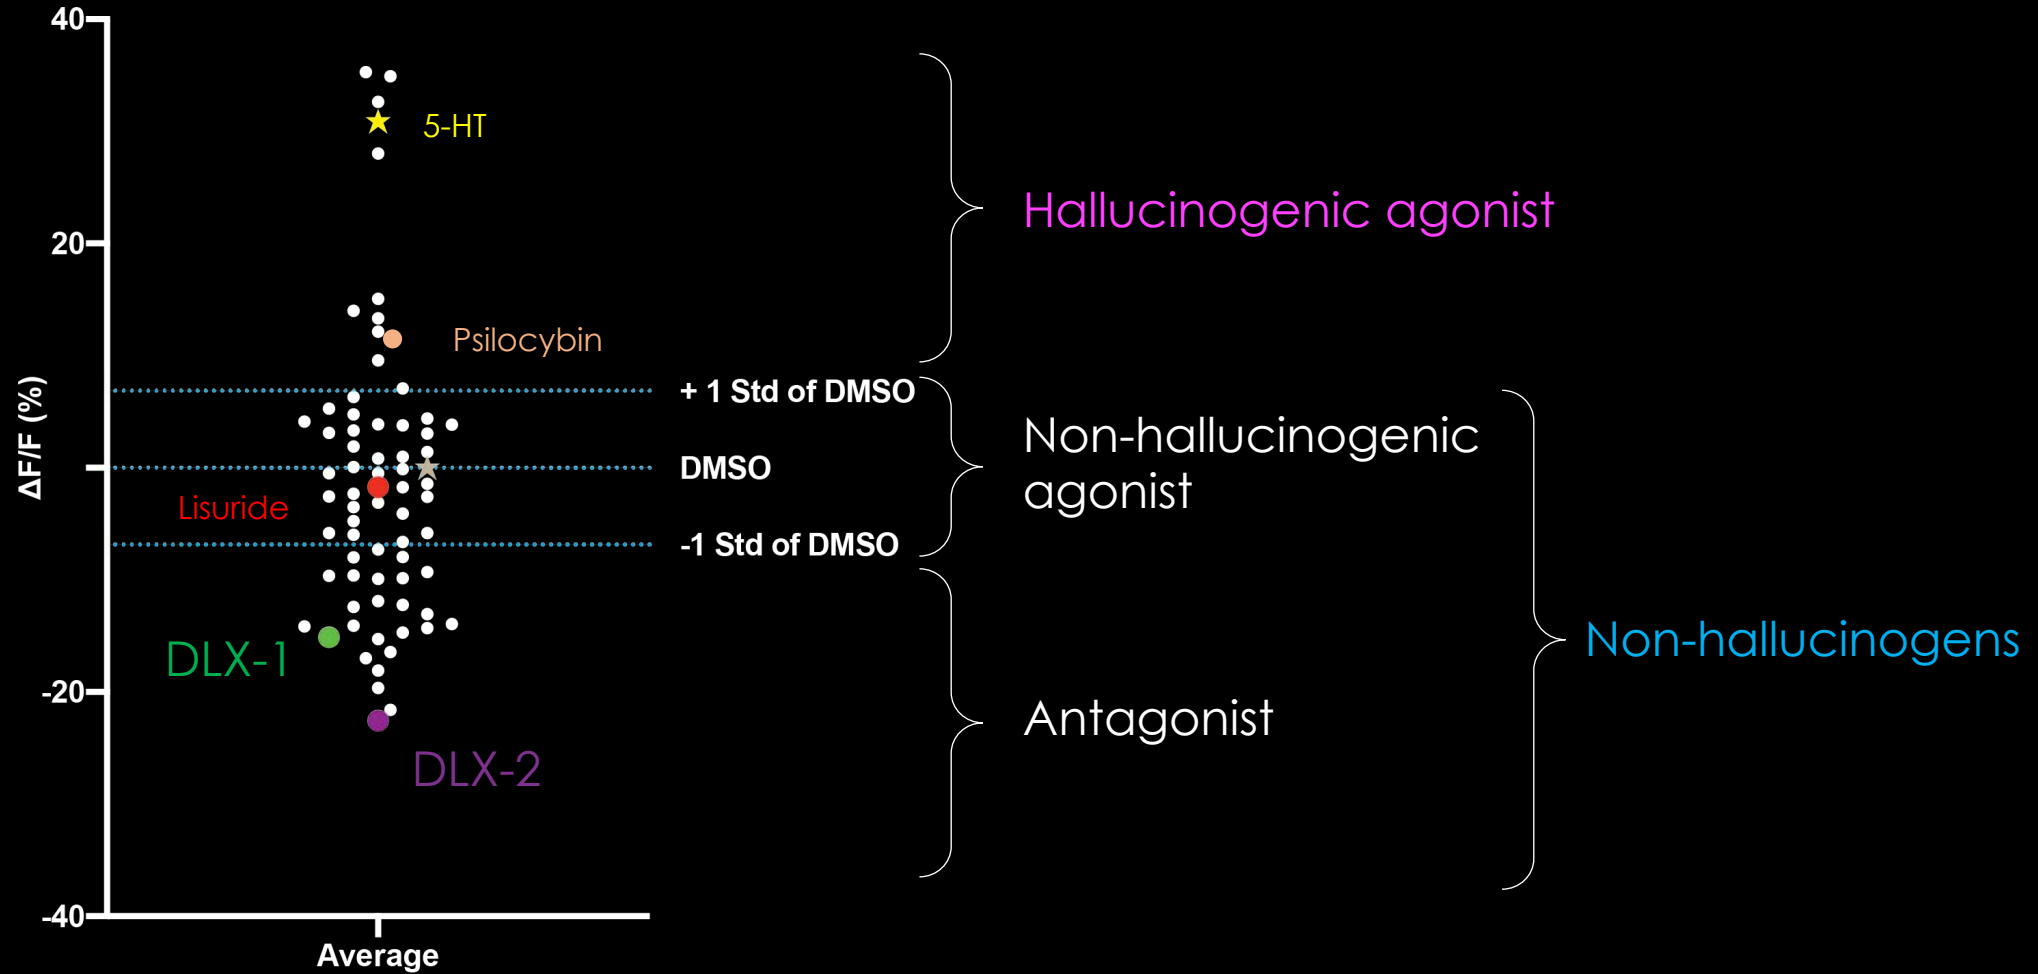 40
5-HT
Hallucinogenic agonist
20
Psilocybin
+ 1 Std of DMSO
ΔF/F (%)
Non-hallucinogenic
agonist
DMSO
Lisuride
-1 Std of DMSO
DLX-1
Non-hallucinogens
-20
Antagonist
DLX-2
-40
Average